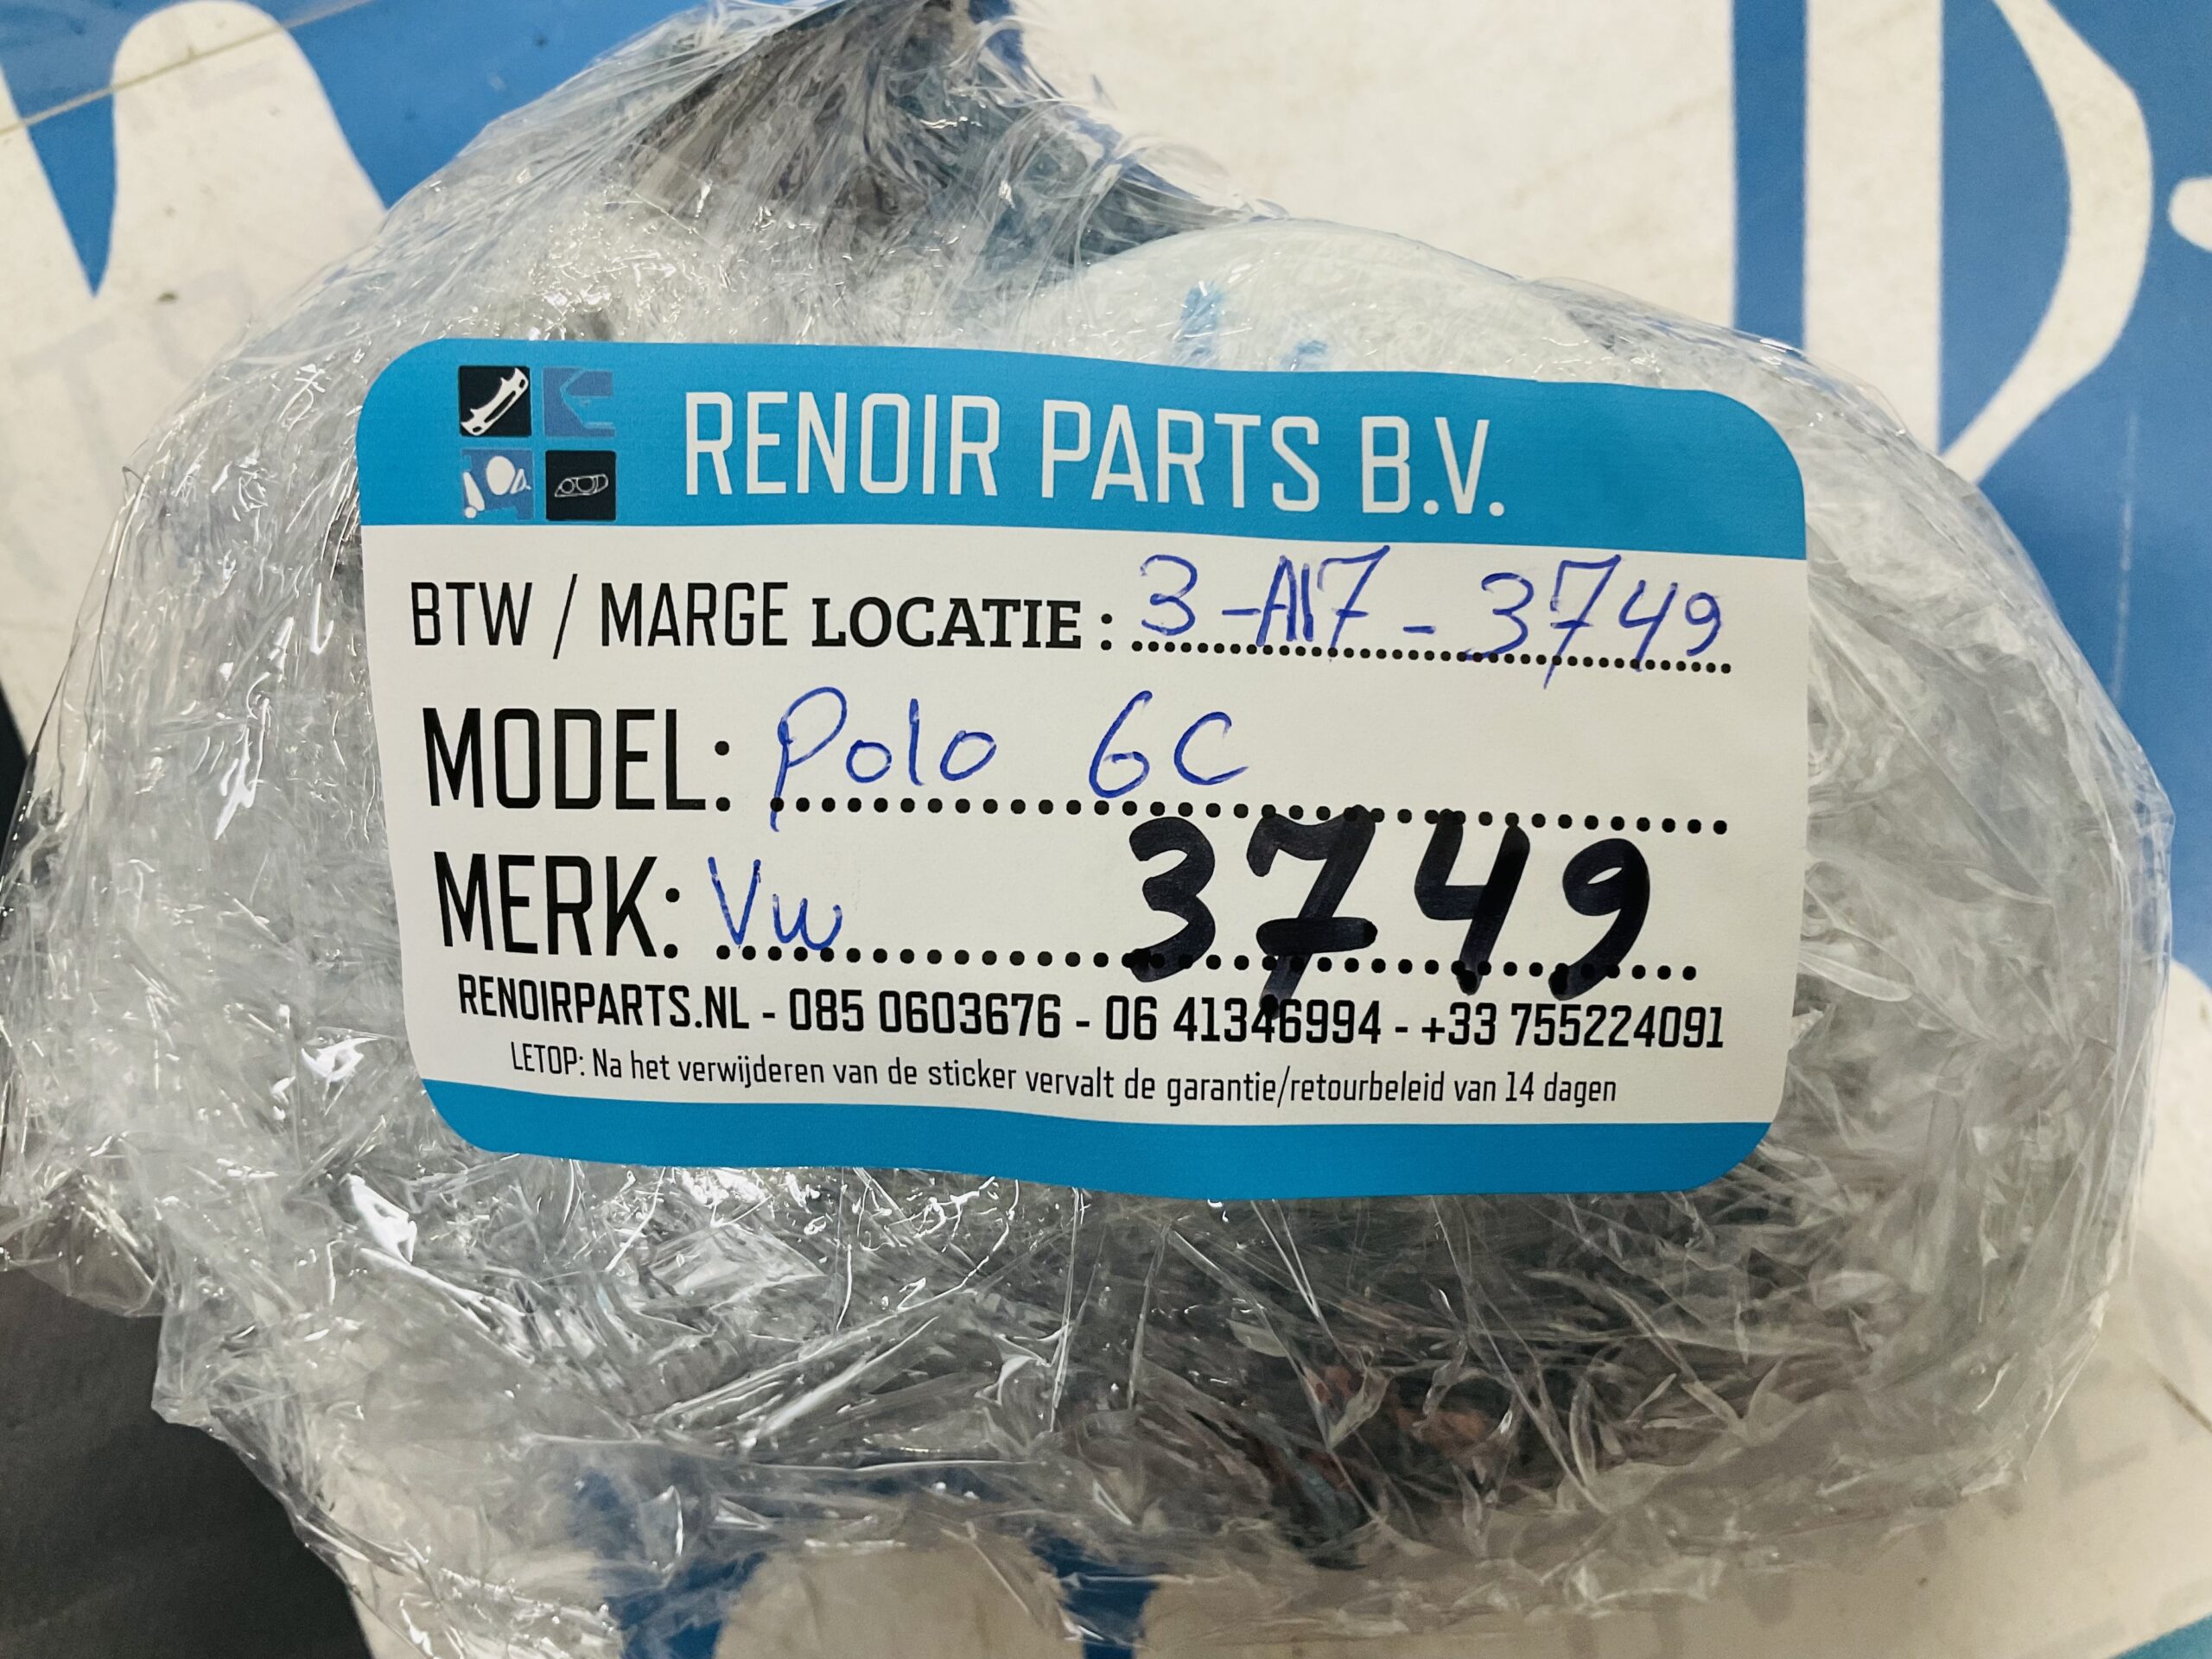 RENOIR PARTS B.V.
BTW / MARGE LOCATIE : 3-A17-3749
MODEL: Polo 6C
MERK: Vw 3749
RENOIRPARTS.NL - 085 0603676 - 06 41346994 - +33 755224091
LETOP: Na het verwijderen van de sticker vervalt de garantie/retourbeleid van 14 dagen